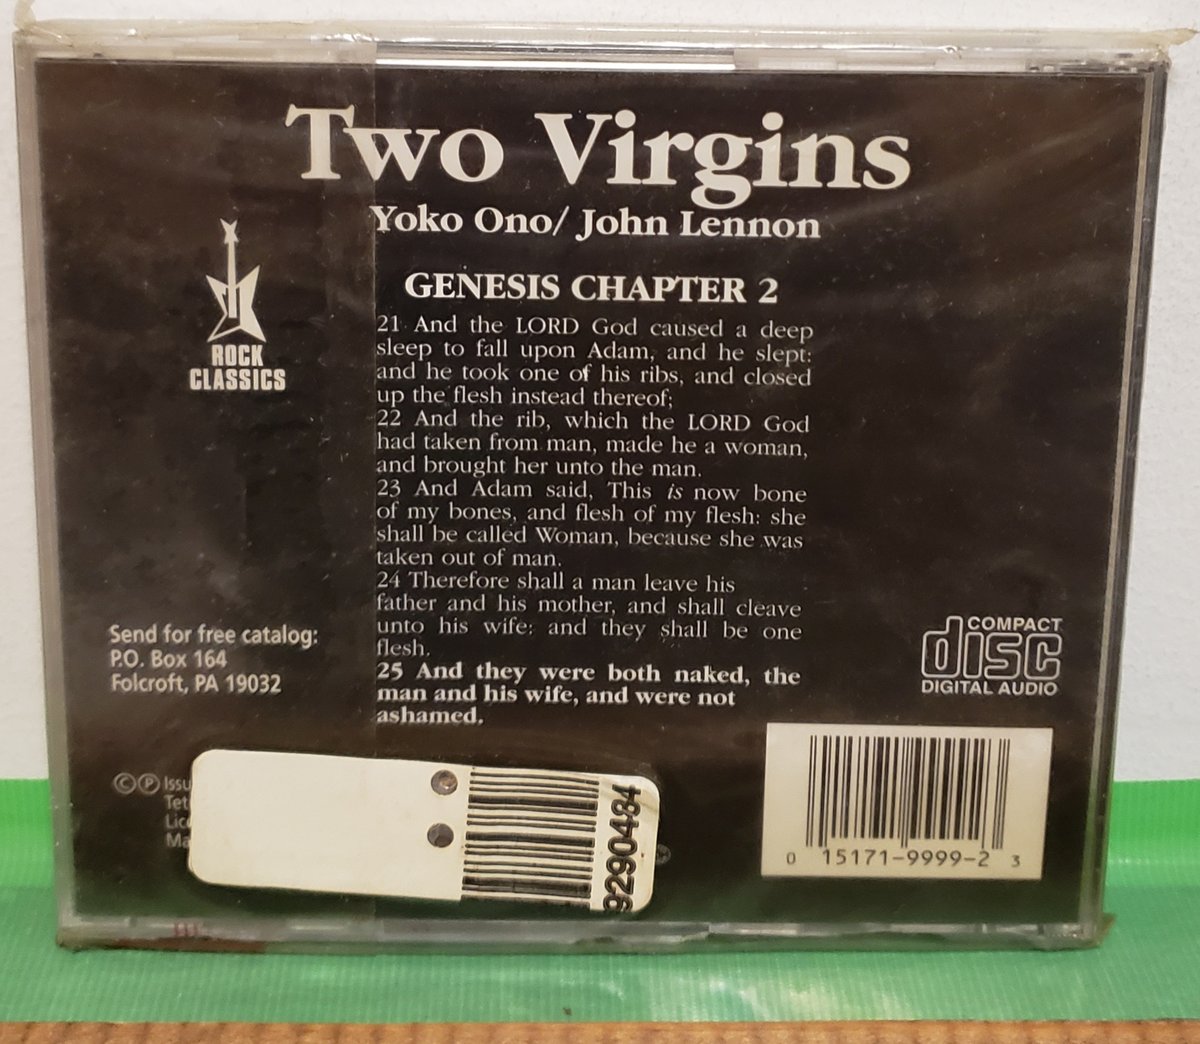 Two Virgins
Yoko Ono/ John Lennon
GENESIS CHAPTER 2
21 And the LORD God caused a deep
sleep to fall upon Adam, and he slept:
and he took one of his ribs, and closed
up the flesh instead thereof;
22 And the rib, which the LORD God
had taken from man, made he a woman,
and brought her unto the man.
23 And Adam said, This is now bone
of my bones, and flesh of my flesh: she
shall be called Woman, because she was
taken out of man.
24 Therefore shall a man leave his
father and his mother, and shall cleave
unto his wife: and they shall be one
flesh.
25 And they were both naked, the
man and his wife, and were not
ashamed.
ROCK
CLASSICS
Send for free catalog:
P.O. Box 164
Folcroft, PA 19032
COMPACT
disc
DIGITAL AUDIO
©℗
9290484
0 15171-9999-2 3